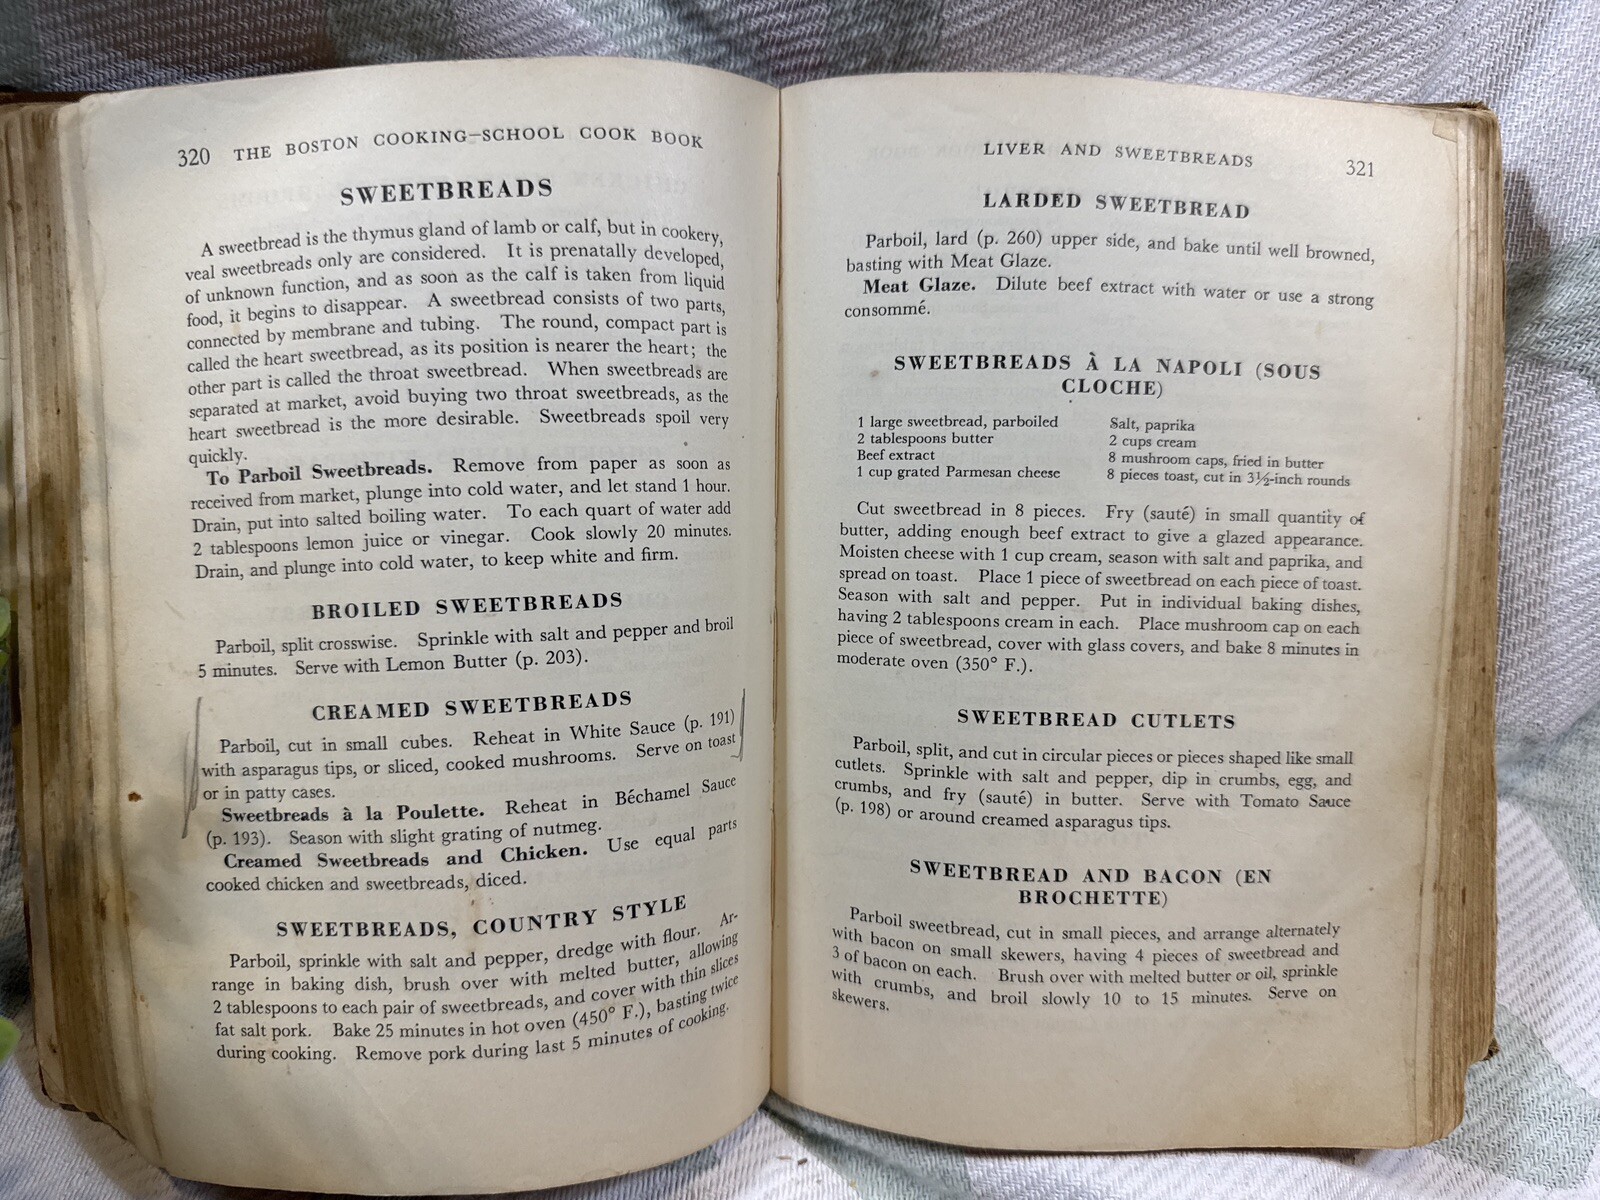 320 THE BOSTON COOKING-SCHOOL COOK BOOK
SWEETBREADS
A sweetbread is the thymus gland of lamb or calf, but in cookery,
veal sweetbreads only are considered. It is prenatally developed,
of unknown function, and as soon as the calf is taken from liquid
food, it begins to disappear. A sweetbread consists of two parts,
connected by membrane and tubing. The round, compact part is
called the heart sweetbread, as its position is nearer the heart; the
other part is called the throat sweetbread. When sweetbreads are
separated at market, avoid buying two throat sweetbreads, as the
heart sweetbread is the more desirable. Sweetbreads spoil very
quickly.
To Parboil Sweetbreads. Remove from paper as soon as
received from market, plunge into cold water, and let stand 1 hour.
Drain, put into salted boiling water. To each quart of water add
2 tablespoons lemon juice or vinegar. Cook slowly 20 minutes.
Drain, and plunge into cold water, to keep white and firm.
BROILED SWEETBREADS
Parboil, split crosswise. Sprinkle with salt and pepper and broil
5 minutes. Serve with Lemon Butter (p. 203).
CREAMED SWEETBREADS
Parboil, cut in small cubes. Reheat in White Sauce (p. 191)
with asparagus tips, or sliced, cooked mushrooms. Serve on toast
or in patty cases.
Sweetbreads à la Poulette. Reheat in Béchamel Sauce
(p. 193). Season with slight grating of nutmeg.
Creamed Sweetbreads and Chicken. Use equal parts
cooked chicken and sweetbreads, diced.
SWEETBREADS, COUNTRY STYLE
Parboil, sprinkle with salt and pepper, dredge with flour. Ar-
range in baking dish, brush over with melted butter, allowing
2 tablespoons to each pair of sweetbreads, and cover with thin slices
fat salt pork. Bake 25 minutes in hot oven (450° F.), basting twice
during cooking. Remove pork during last 5 minutes of cooking.
LIVER AND SWEETBREADS 321
LARDED SWEETBREAD
Parboil, lard (p. 260) upper side, and bake until well browned,
basting with Meat Glaze.
Meat Glaze. Dilute beef extract with water or use a strong
consommé.
SWEETBREADS À LA NAPOLI (SOUS
CLOCHE)
1 large sweetbread, parboiled
2 tablespoons butter
Beef extract
1 cup grated Parmesan cheese
Salt, paprika
2 cups cream
8 mushroom caps, fried in butter
8 pieces toast, cut in 3½-inch rounds
Cut sweetbread in 8 pieces. Fry (sauté) in small quantity of
butter, adding enough beef extract to give a glazed appearance.
Moisten cheese with 1 cup cream, season with salt and paprika, and
spread on toast. Place 1 piece of sweetbread on each piece of toast.
Season with salt and pepper. Put in individual baking dishes,
having 2 tablespoons cream in each. Place mushroom cap on each
piece of sweetbread, cover with glass covers, and bake 8 minutes in
moderate oven (350° F.).
SWEETBREAD CUTLETS
Parboil, split, and cut in circular pieces or pieces shaped like small
cutlets. Sprinkle with salt and pepper, dip in crumbs, egg, and
crumbs, and fry (sauté) in butter. Serve with Tomato Sauce
(p. 198) or around creamed asparagus tips.
SWEETBREAD AND BACON (EN
BROCHETTE)
Parboil sweetbread, cut in small pieces, and arrange alternately
with bacon on small skewers, having 4 pieces of sweetbread and
3 of bacon on each. Brush over with melted butter or oil, sprinkle
with crumbs, and broil slowly 10 to 15 minutes. Serve on
skewers.